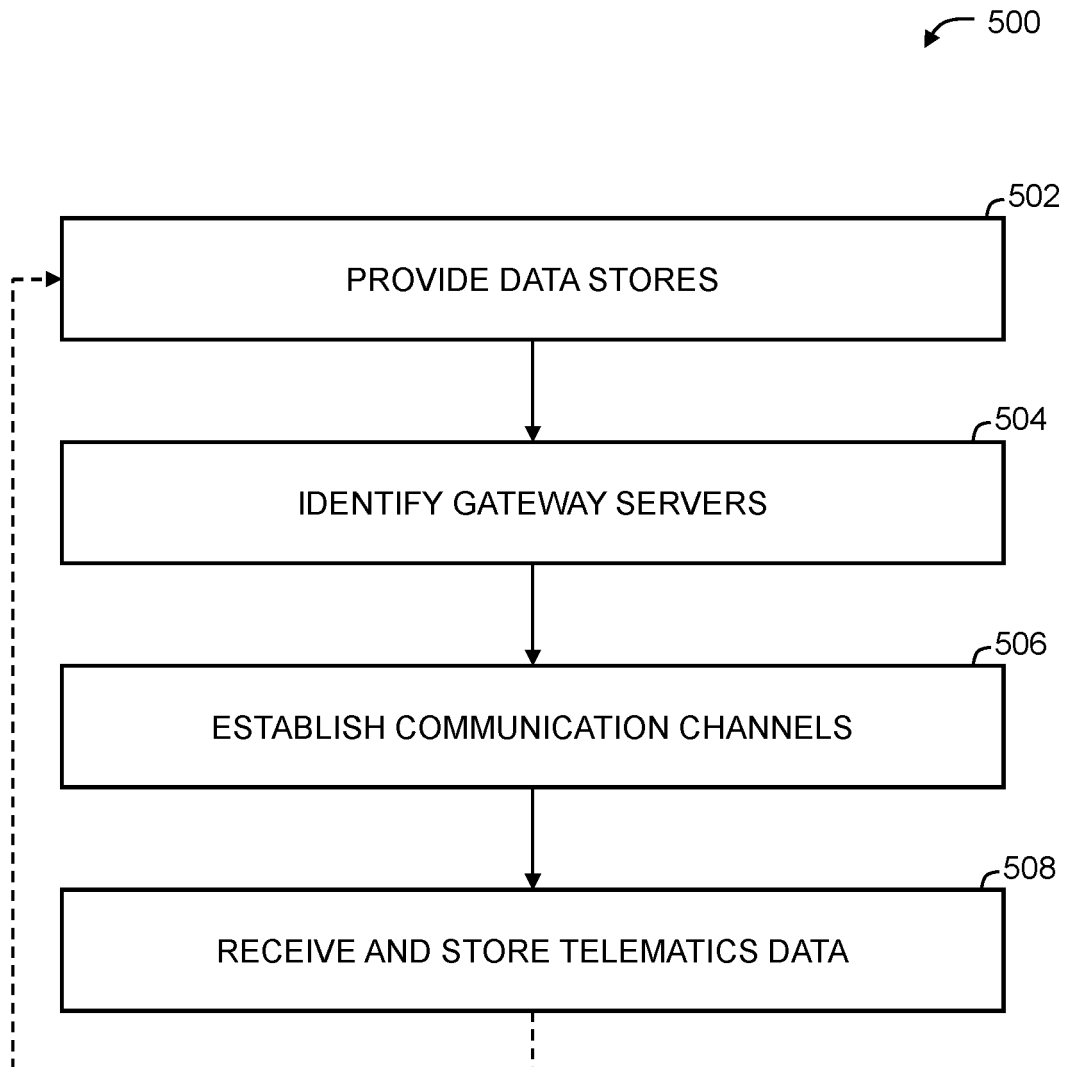 500
502
PROVIDE DATA STORES
504
IDENTIFY GATEWAY SERVERS
506
ESTABLISH COMMUNICATION CHANNELS
508
RECEIVE AND STORE TELEMATICS DATA